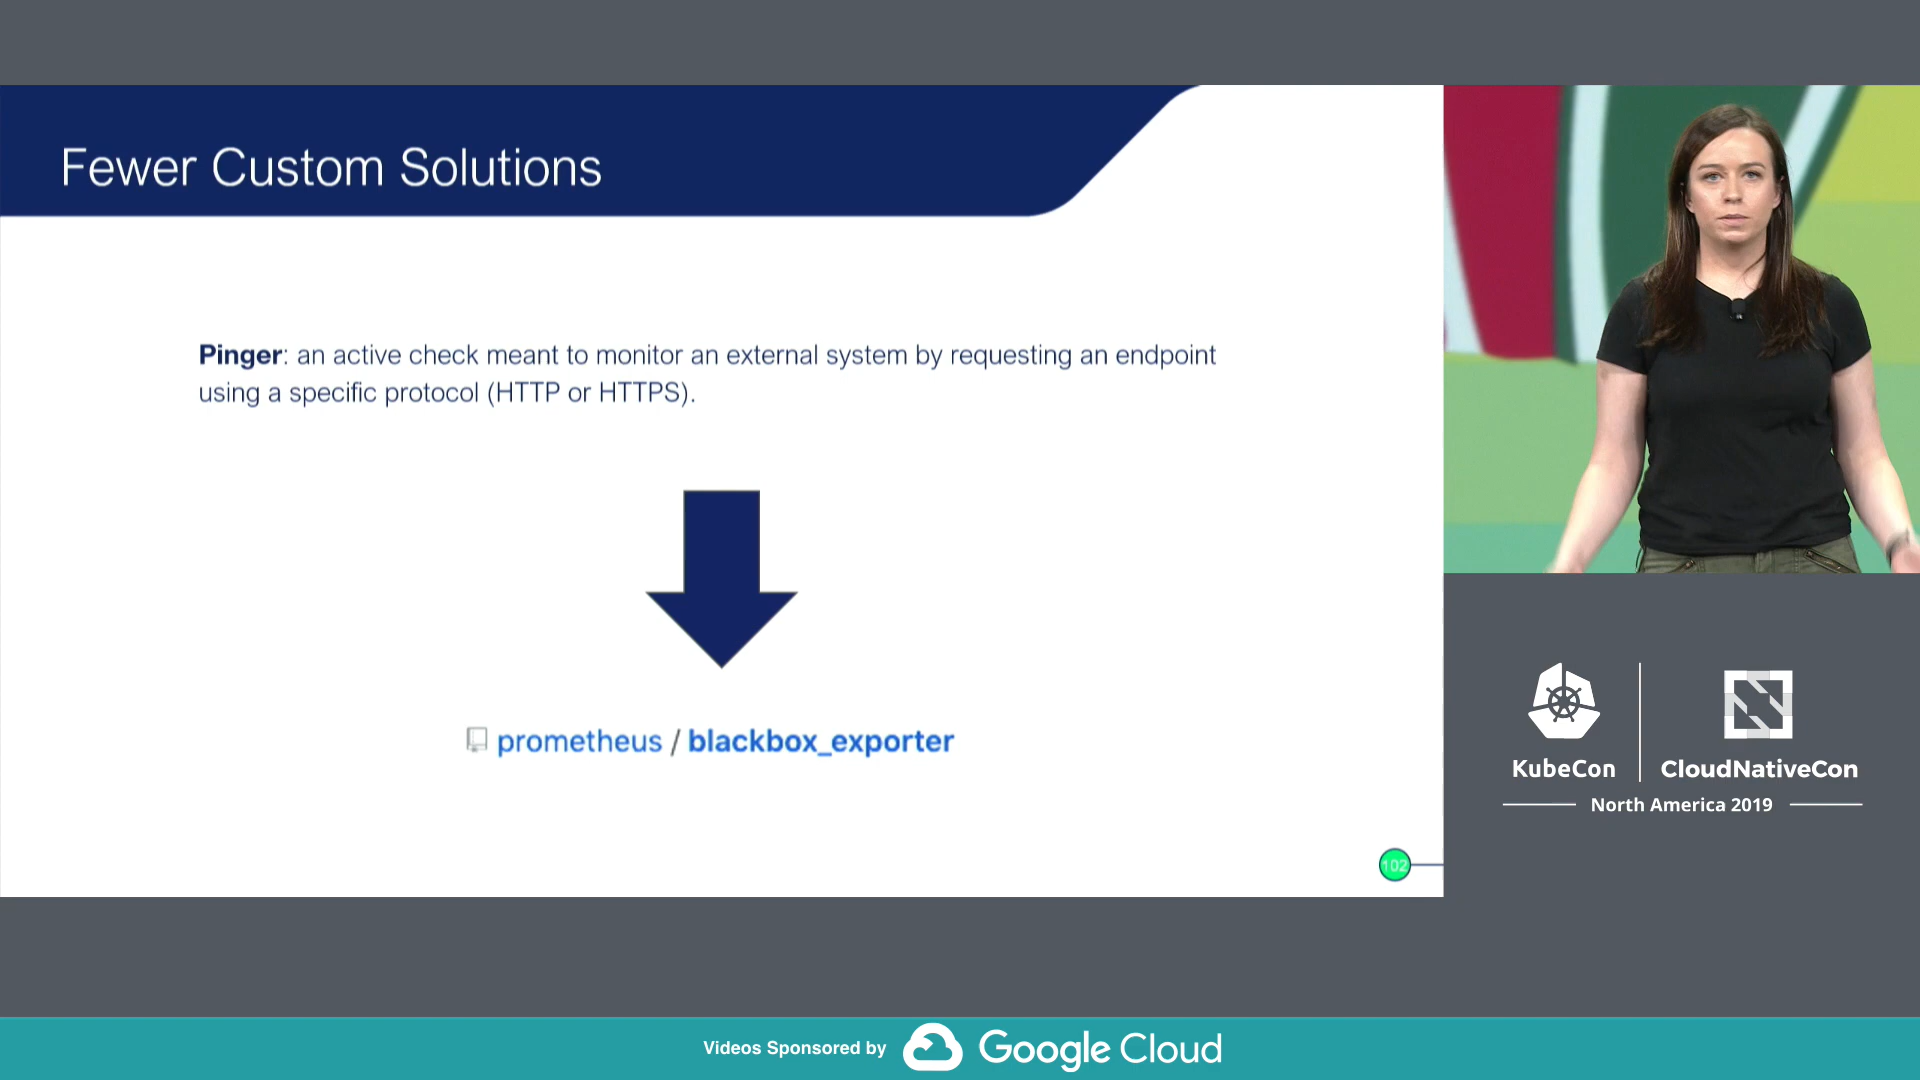 Fewer Custom Solutions
Pinger: an active check meant to monitor an external system by requesting an endpoint
using a specific protocol (HTTP or HTTPS).
prometheus / blackbox_exporter
102
KubeCon
CloudNativeCon
North America 2019
Videos Sponsored by
Google Cloud